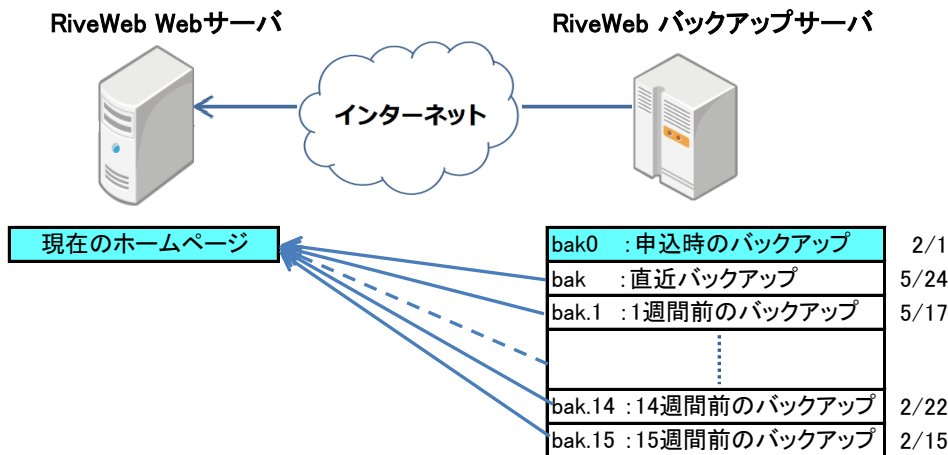 RiveWeb Webサーバ
RiveWeb バックアップサーバ
インターネット
現在のホームページ
bak0 :申込時のバックアップ 2/1
bak :直近バックアップ 5/24
bak.1 :1週間前のバックアップ 5/17
bak.14 :14週間前のバックアップ 2/22
bak.15 :15週間前のバックアップ 2/15